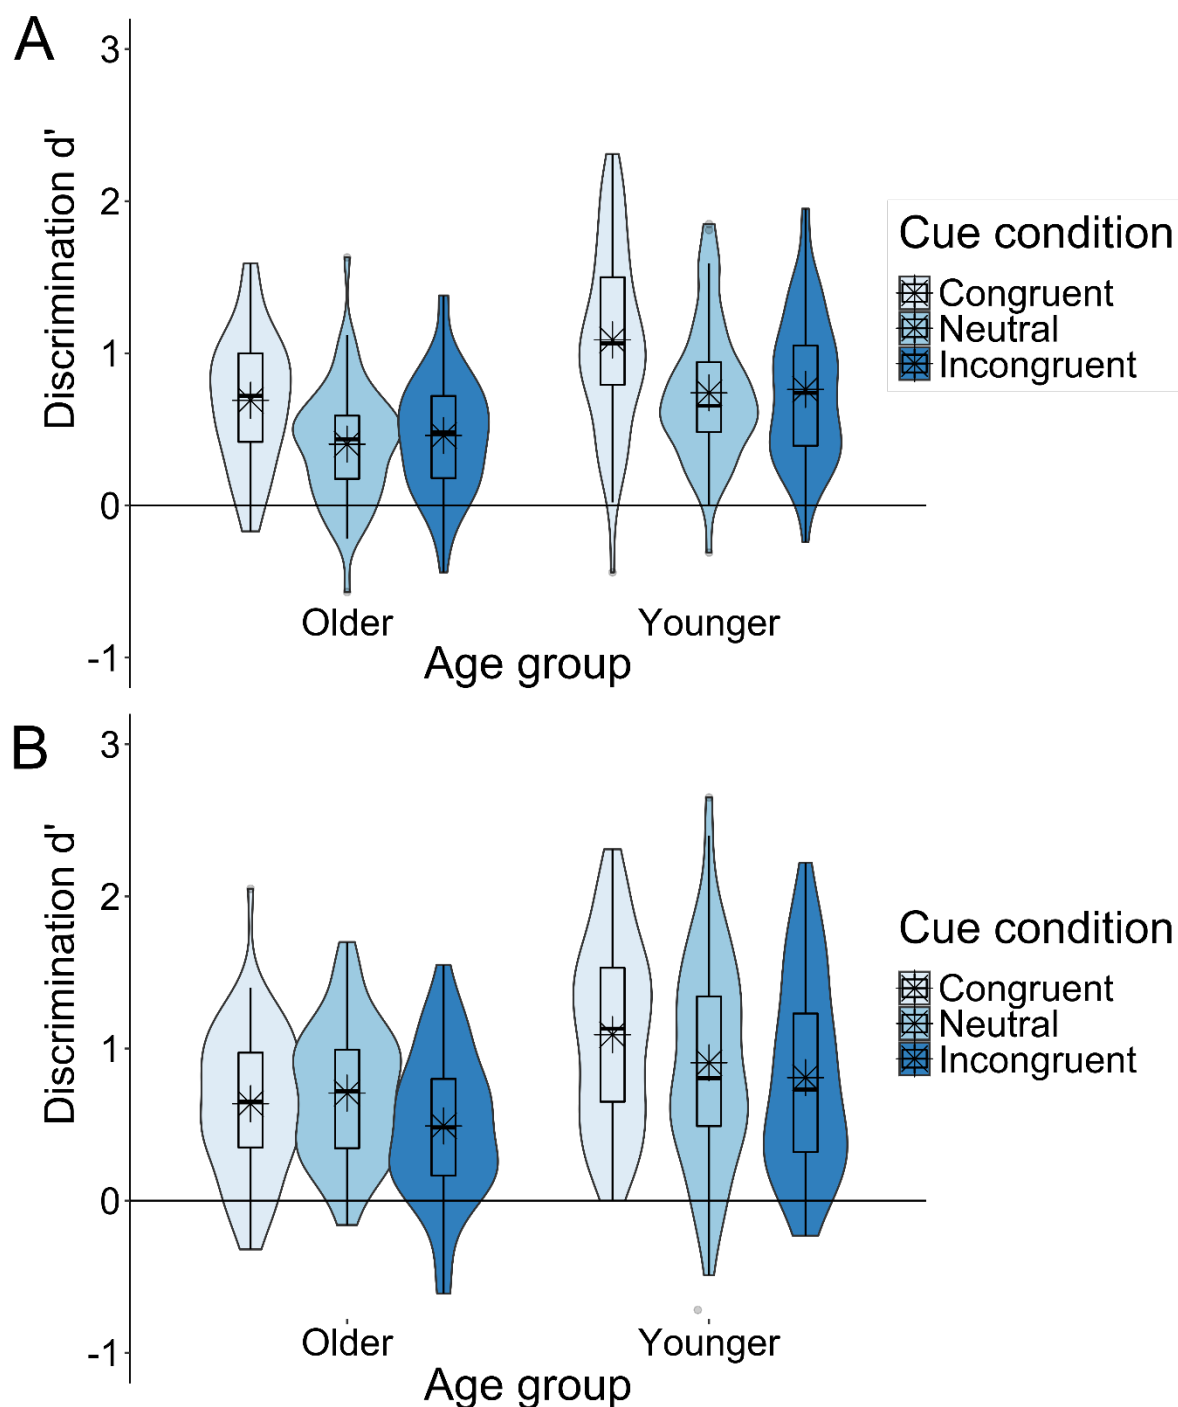 A
3
2
1
0
-1
Discrimination d'
Older
Younger
Age group
Cue condition
Congruent
Neutral
Incongruent
B
3
2
1
0
-1
Discrimination d'
Older
Younger
Age group
Cue condition
Congruent
Neutral
Incongruent